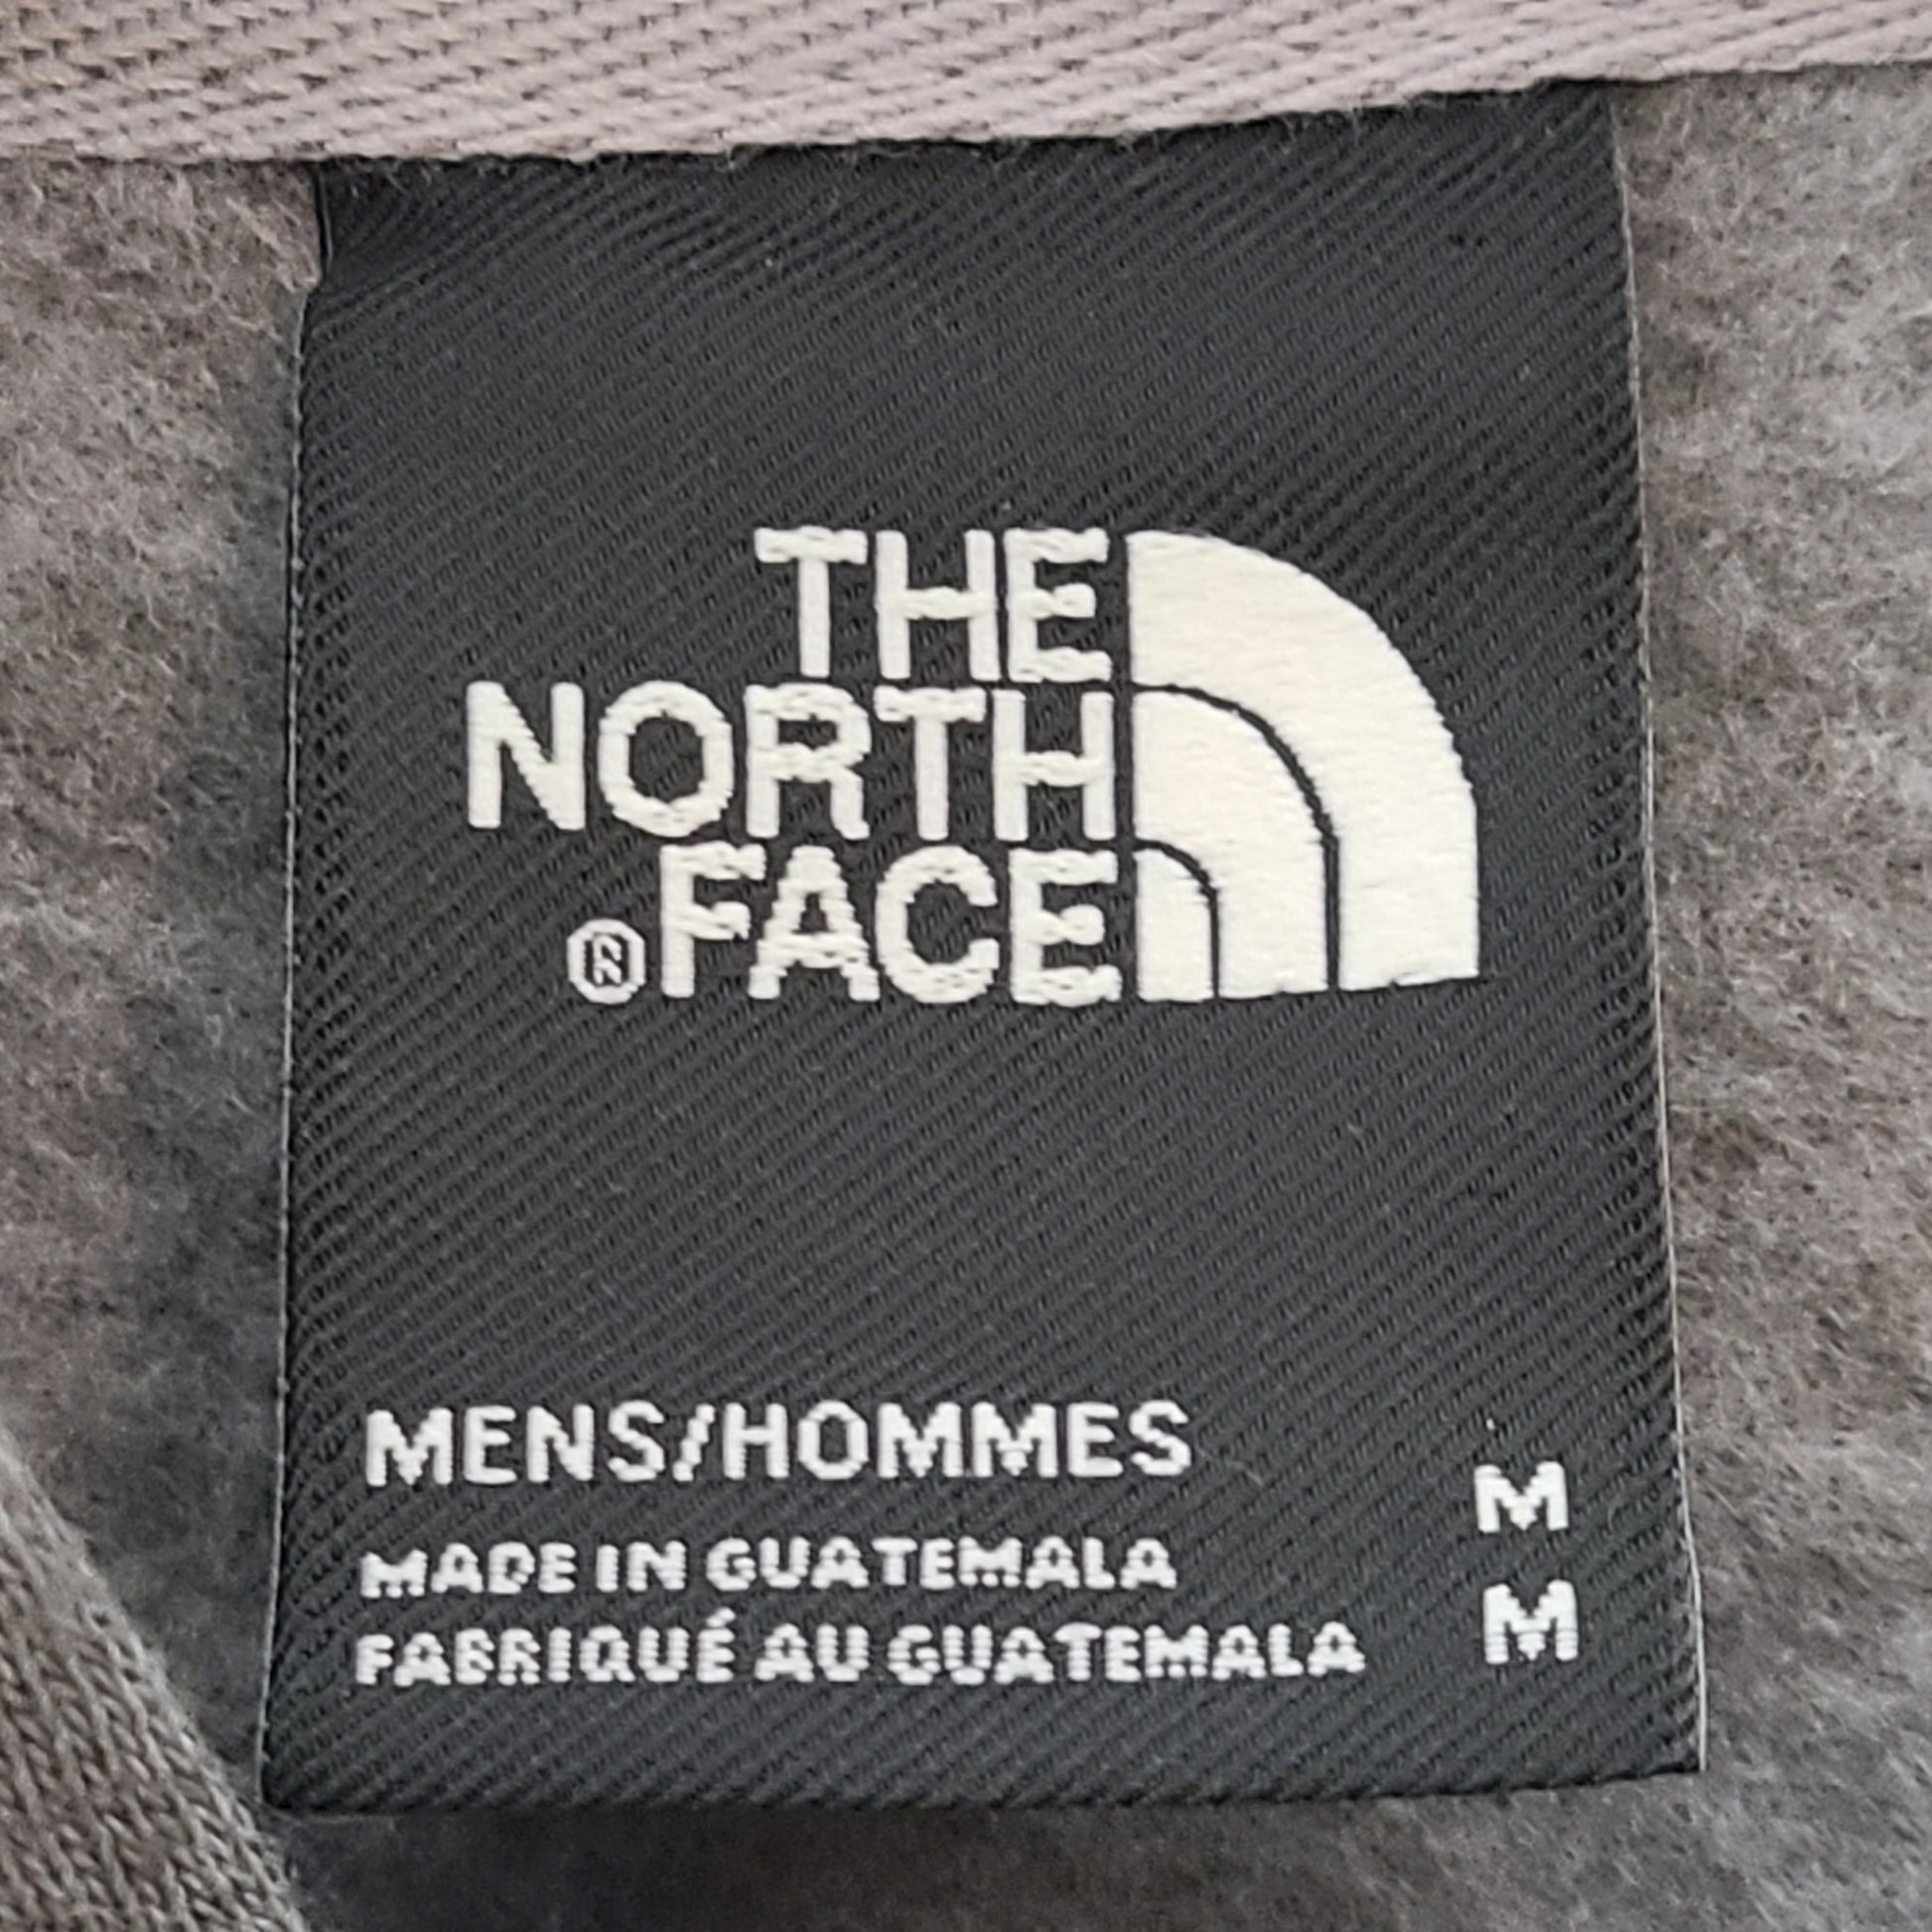 THE
NORTH
®FACE
MENS/HOMMES
MADE IN GUATEMALA M
FABRIQUÉ AU GUATEMALA M